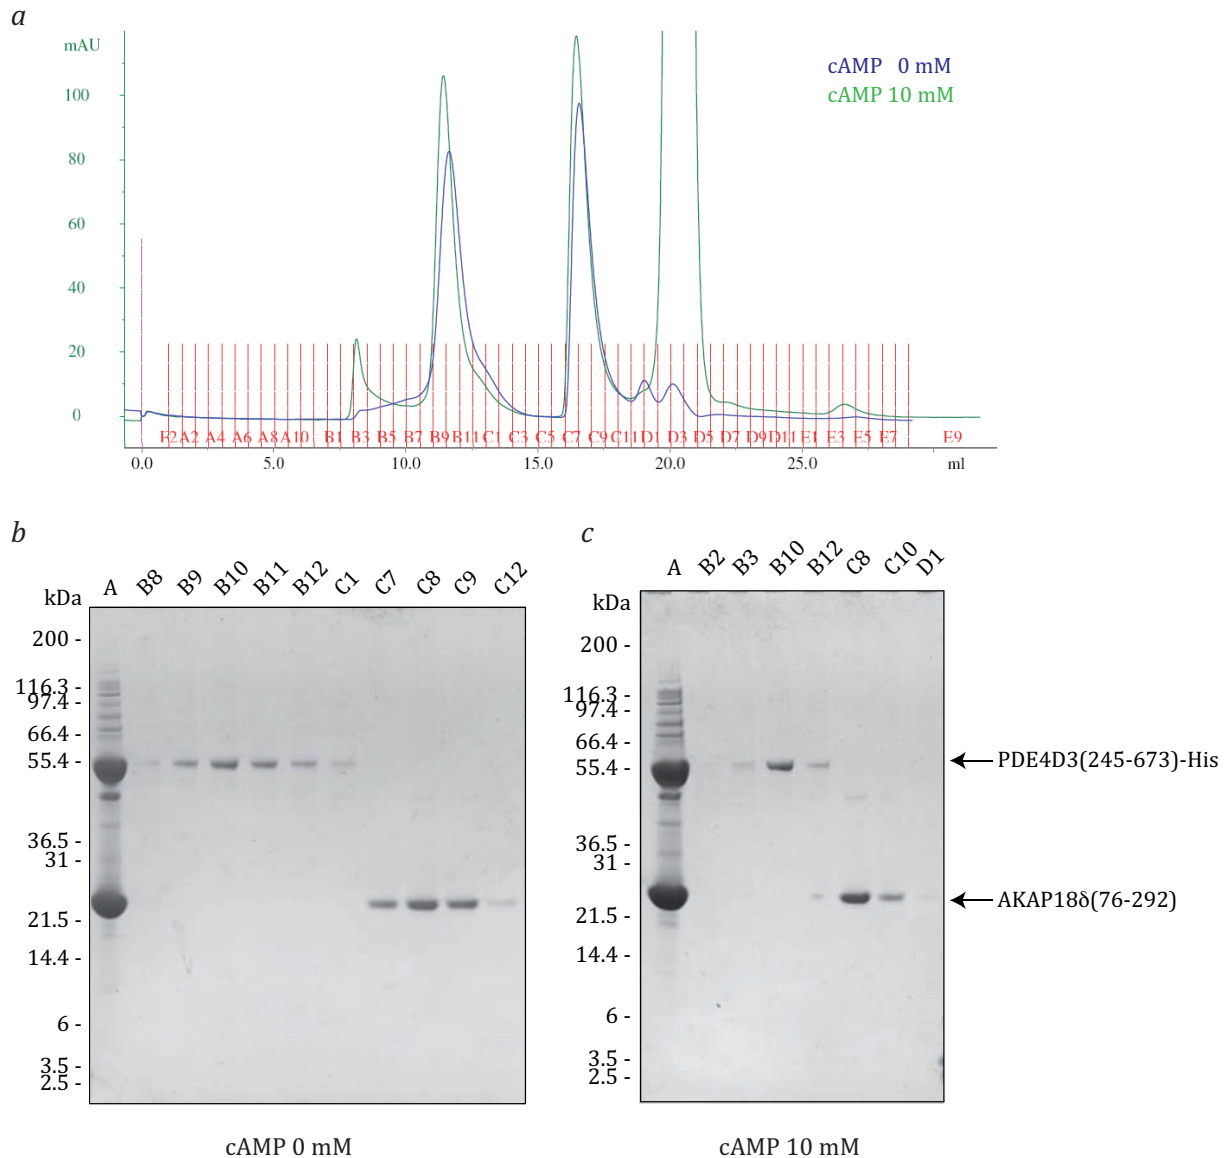 a
mAU
cAMP 0 mM
cAMP 10 mM
100
80
60
40
20
0
F2 A2 A4 A6 A8 A10 B1 B3 B5 B7 B9 B11 C1 C3 C5 C7 C9 C11 D1 D3 D5 D7 D9 D11 E1 E3 E5 E7 E9
0.0 5.0 10.0 15.0 20.0 25.0 ml
b
A B8 B9 B10 B11 B12 C1 C7 C8 C9 C12
kDa
200 -
116.3 -
97.4 -
66.4 -
55.4 -
36.5 -
31 -
21.5 -
14.4 -
6 -
3.5 -
2.5 -
cAMP 0 mM
c
A B2 B3 B10 B12 C8 C10 D1
kDa
200 -
116.3 -
97.4 -
66.4 -
55.4 -
36.5 -
31 -
21.5 -
14.4 -
6 -
3.5 -
2.5 -
PDE4D3(245-673)-His
AKAP18δ(76-292)
cAMP 10 mM